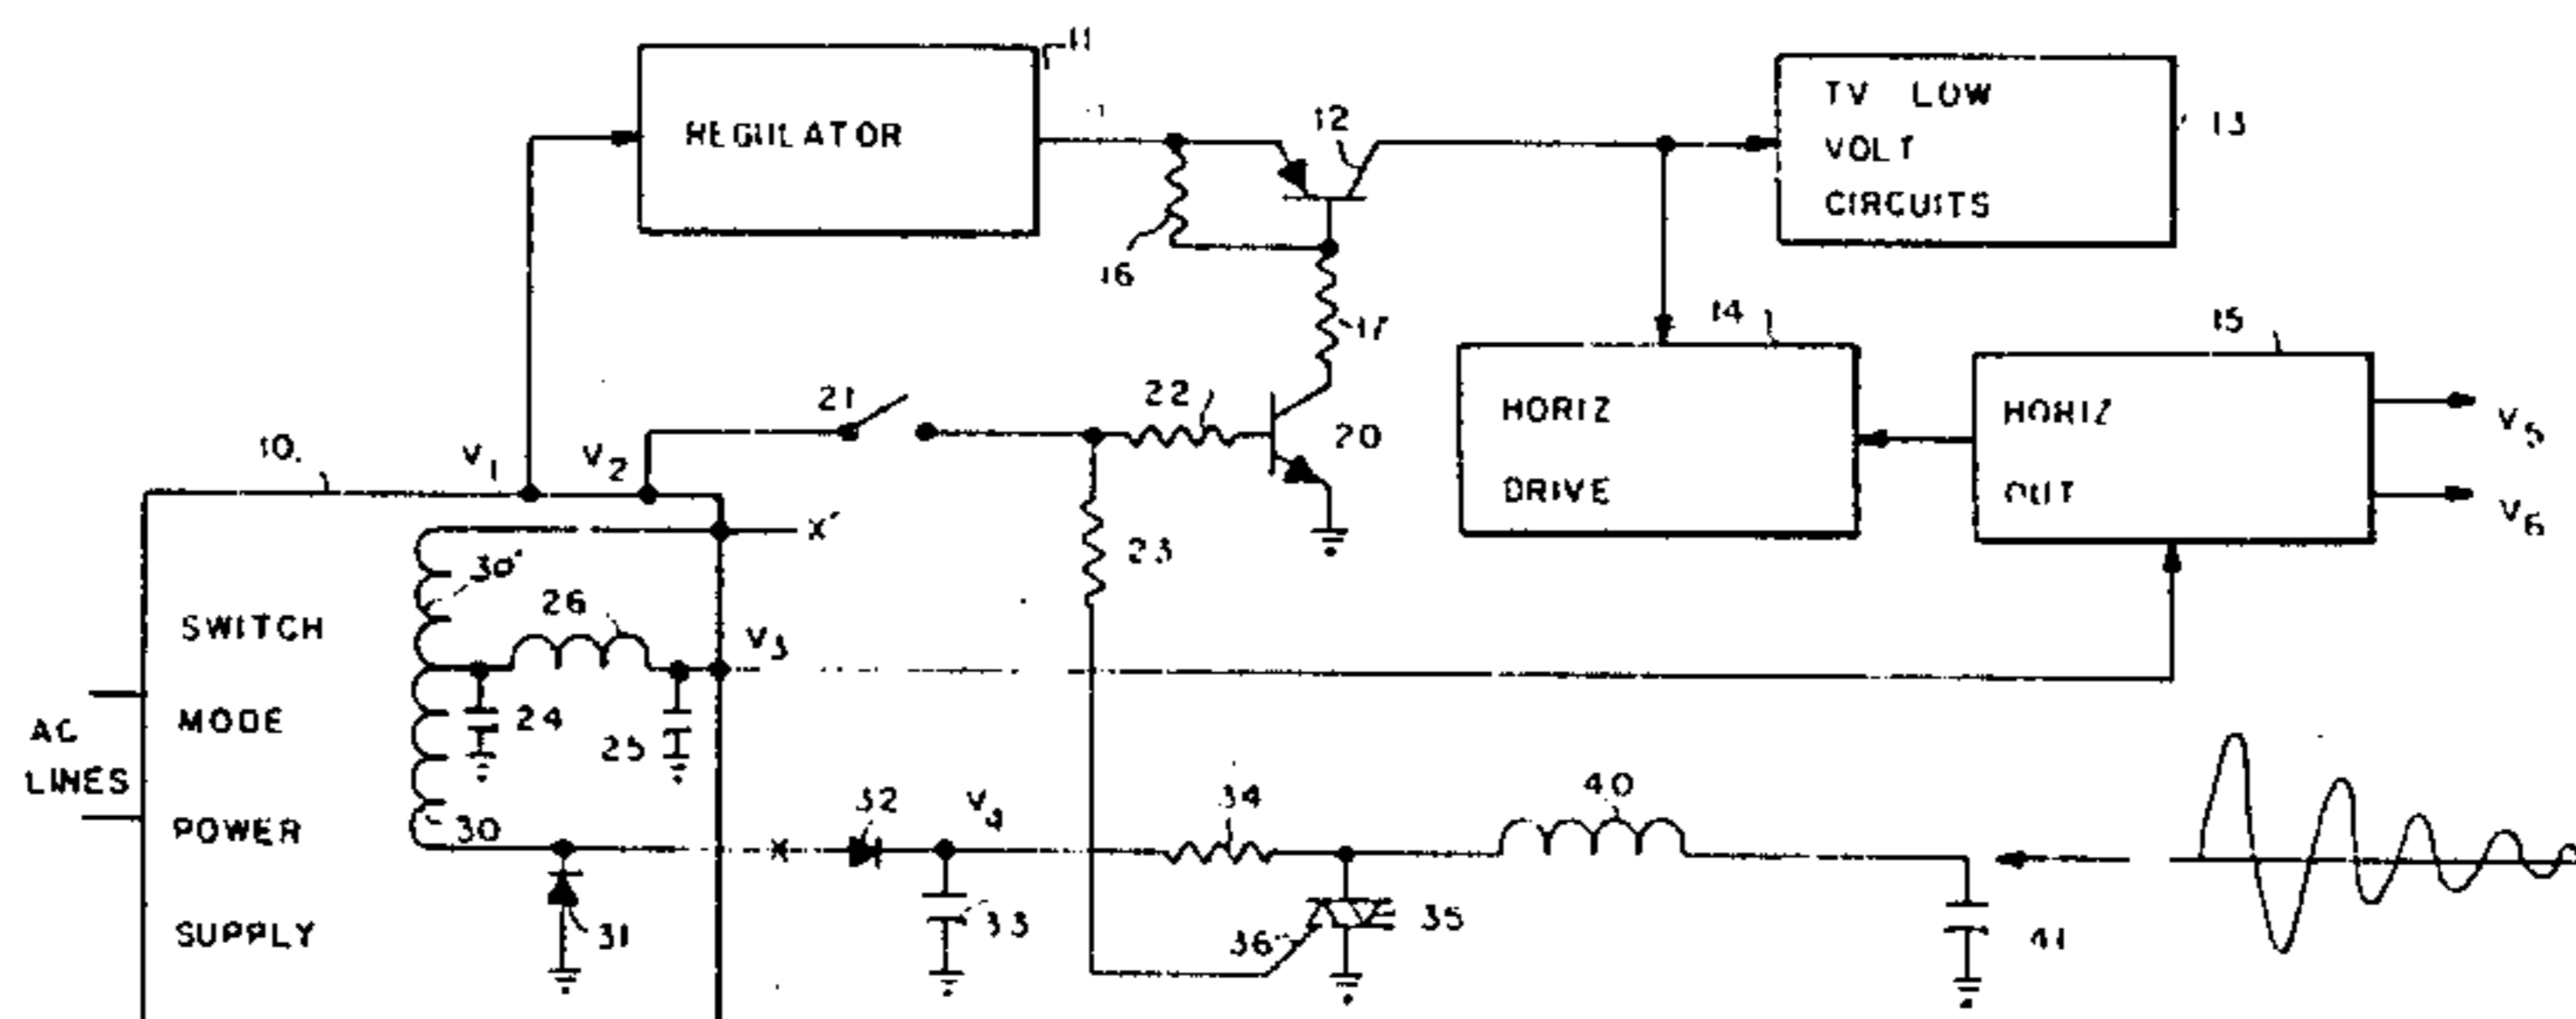 11
REGULATOR
12
TV LOW
VOLT
CIRCUITS
13
16
17
14
15
HORIZ
DRIVE
HORIZ
OUT
V5
V6
10.
V1
V2
21
22
20
23
X'
30'
26
V3
SWITCH
MODE
POWER
SUPPLY
AC
LINES
24
25
30
31
X
32
V4
33
34
35
36
40
41